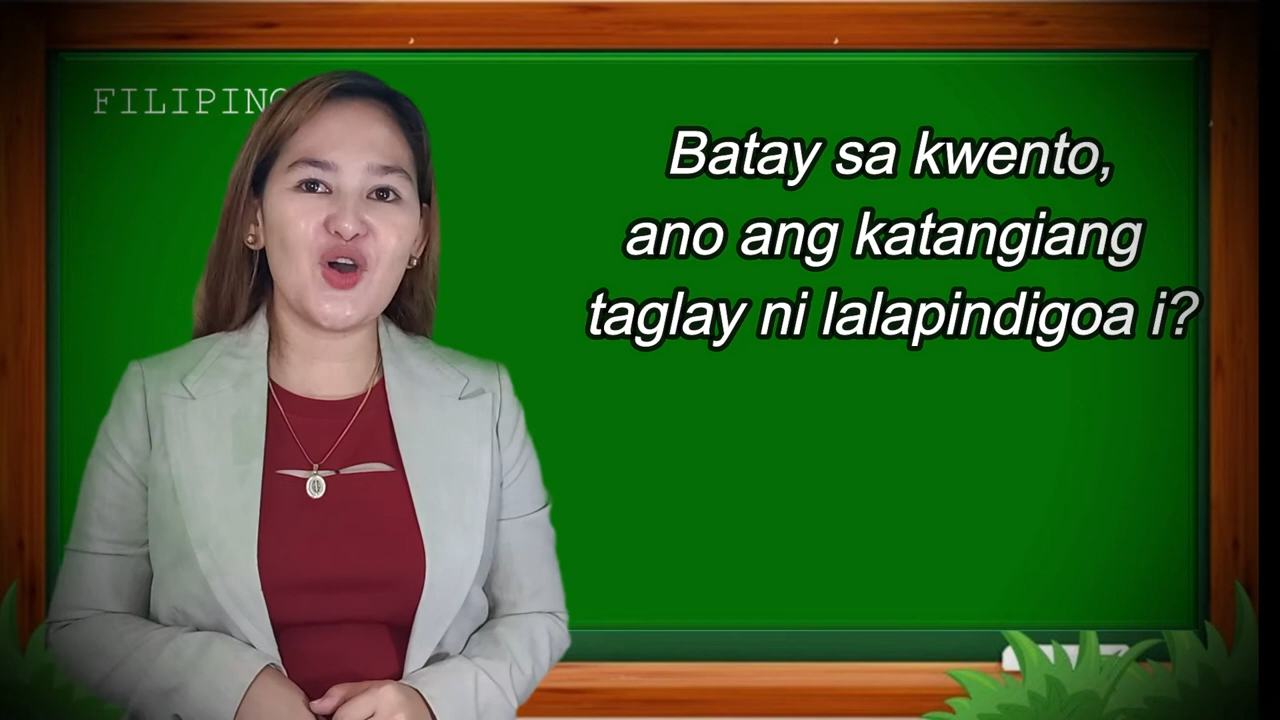 FILIPINO
Batay sa kwento,
ano ang katangiang
taglay ni lalapindigoa i?